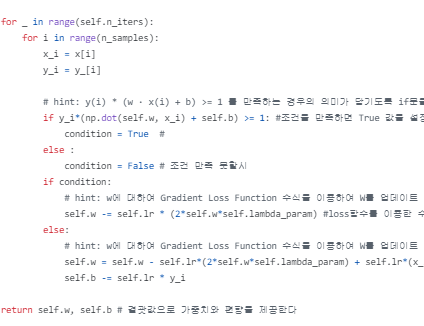 for _ in range(self.n_iters):
for i in range(n_samples):
x_i = x[i]
y_i = y_[i]
# hint: y(i) * (w · x(i) + b) >= 1 를 만족하는 경우의 의미가 담기도록 if문을
if y_i*(np.dot(self.w, x_i) + self.b) >= 1: #조건을 만족하면 True 값을 설정
condition = True #
else :
condition = False # 조건 만족 못할시
if condition:
# hint: w에 대하여 Gradient Loss Function 수식을 이용하여 W를 업데이트
self.w -= self.lr * (2*self.w*self.lambda_param) #loss함수를 이용한 수
else:
# hint: w에 대하여 Gradient Loss Function 수식을 이용하여 W를 업데이트
self.w = self.w - self.lr*(2*self.w*self.lambda_param) + self.lr*(x_
self.b -= self.lr * y_i
return self.w, self.b # 결괏값으로 가중치와 편향를 제공한다